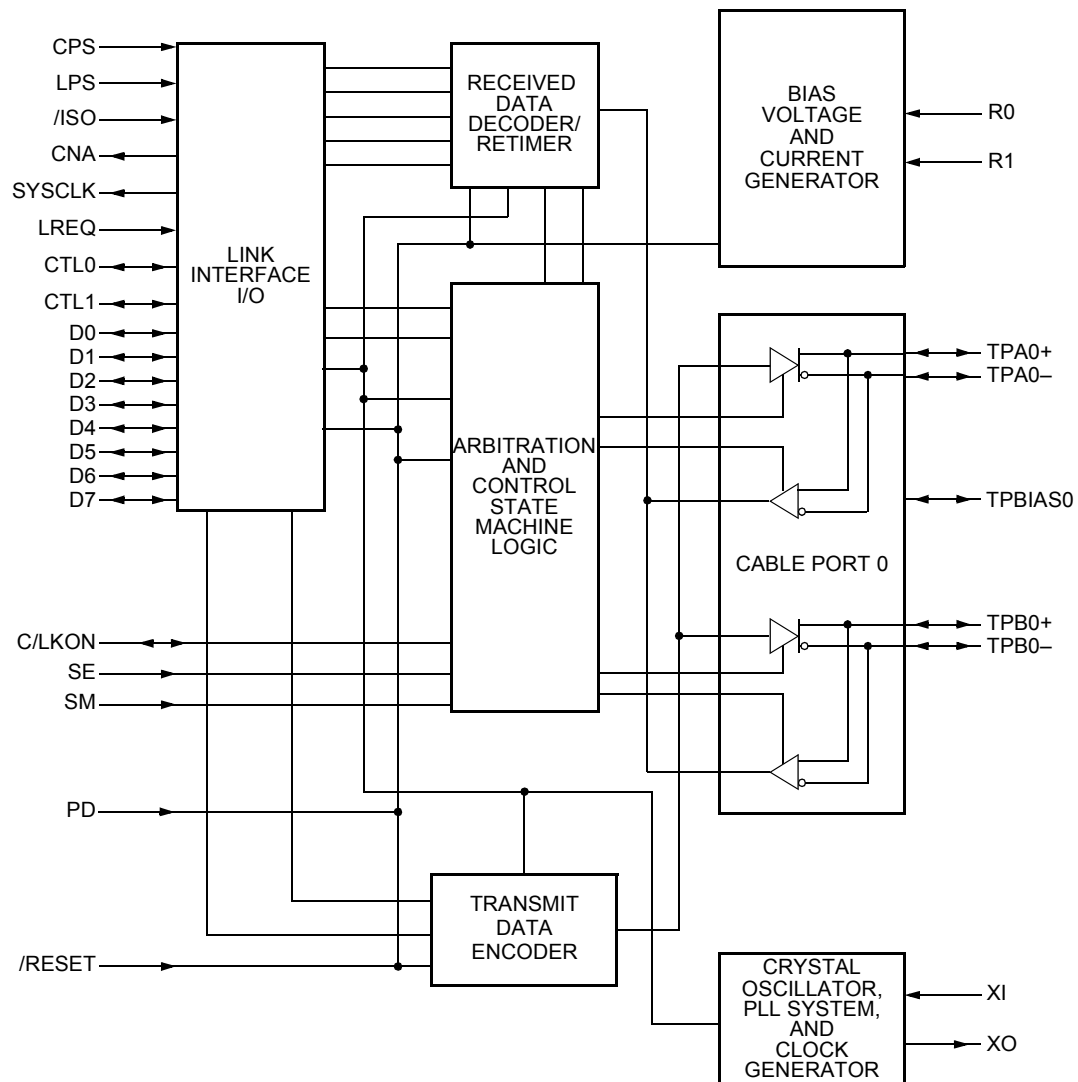 CPS
LPS
/ISO
CNA
SYSCLK
LREQ
CTL0
CTL1
D0
D1
D2
D3
D4
D5
D6
D7
C/LKON
SE
SM
PD
/RESET
LINK
INTERFACE
I/O
RECEIVED
DATA
DECODER/
RETIMER
ARBITRATION
AND
CONTROL
STATE
MACHINE
LOGIC
TRANSMIT
DATA
ENCODER
BIAS
VOLTAGE
AND
CURRENT
GENERATOR
R0
R1
CABLE PORT 0
TPA0+
TPA0–
TPBIAS0
TPB0+
TPB0–
CRYSTAL
OSCILLATOR,
PLL SYSTEM,
AND
CLOCK
GENERATOR
XI
XO